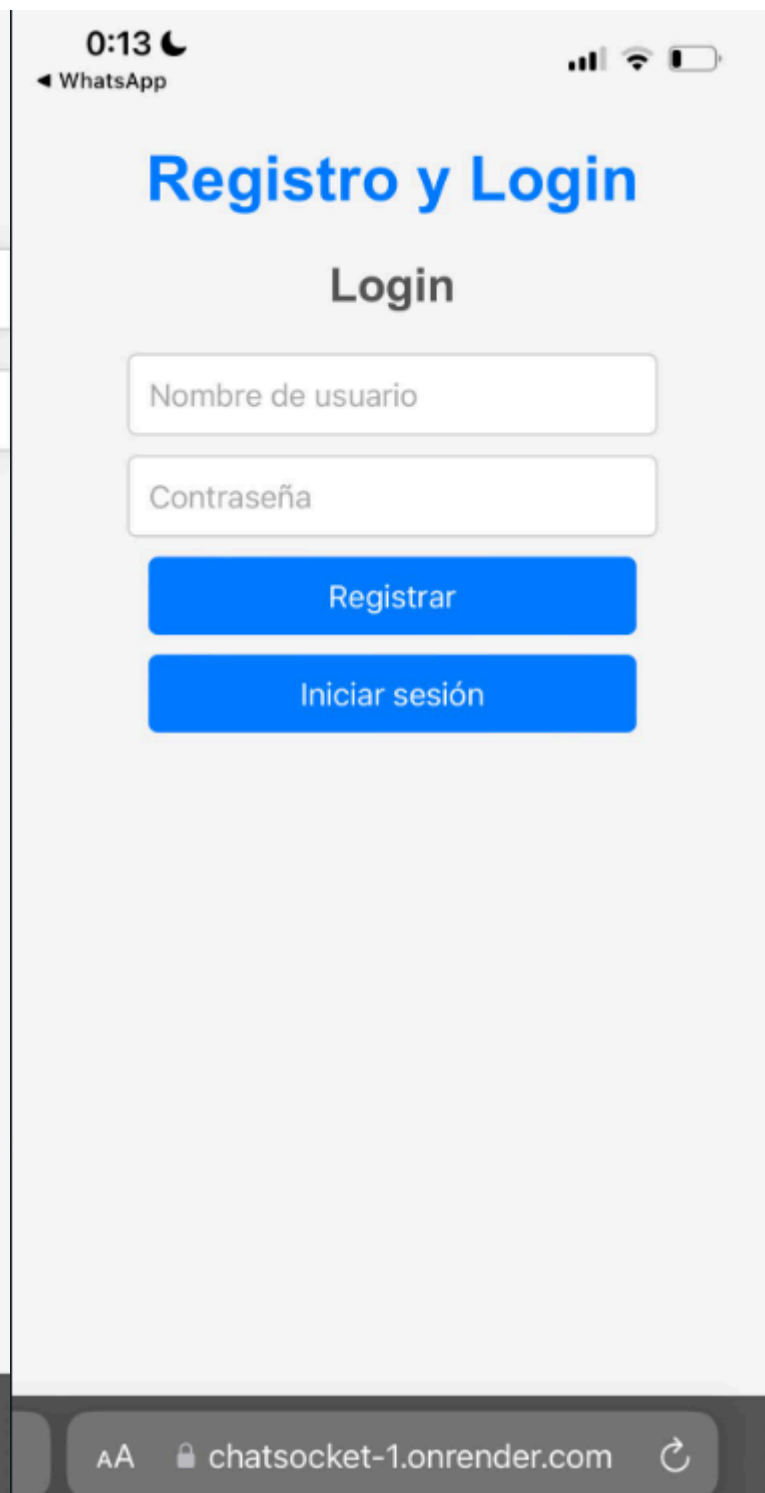 0:13
◀ WhatsApp
Registro y Login
Login
Nombre de usuario
Contraseña
Registrar
Iniciar sesión
AA chatsocket-1.onrender.com